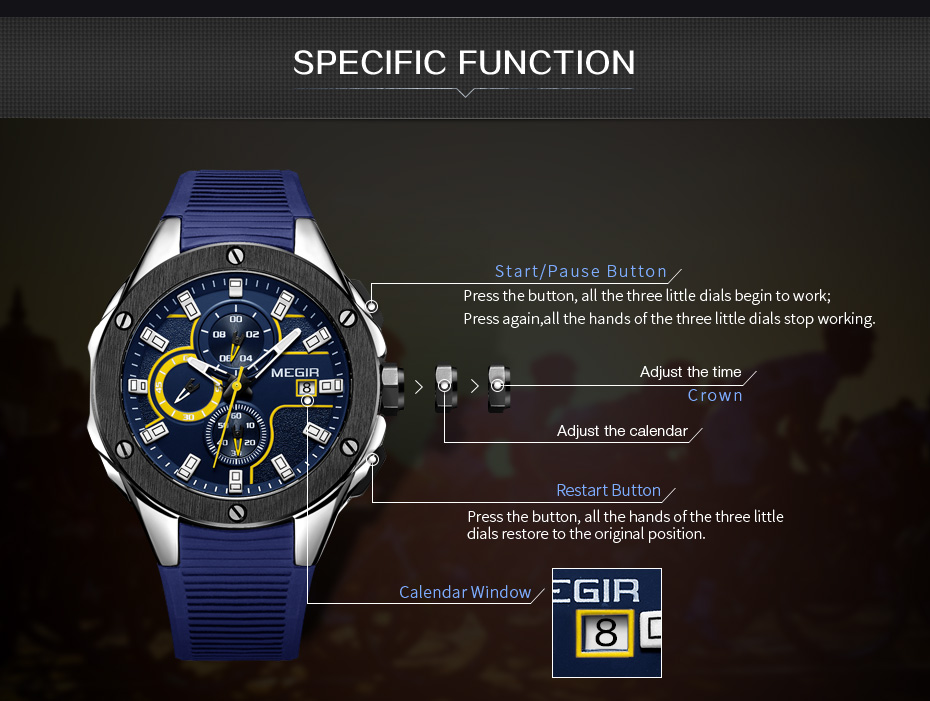 SPECIFIC FUNCTION
Start/Pause Button
Press the button, all the three little dials begin to work;
Press again,all the hands of the three little dials stop working.
00
08 02
06 04
MEGIR
8
45
30
60
50 10
40 20
30
Adjust the time
Crown
Adjust the calendar
Restart Button
Press the button, all the hands of the three little
dials restore to the original position.
Calendar Window
EGIR
8